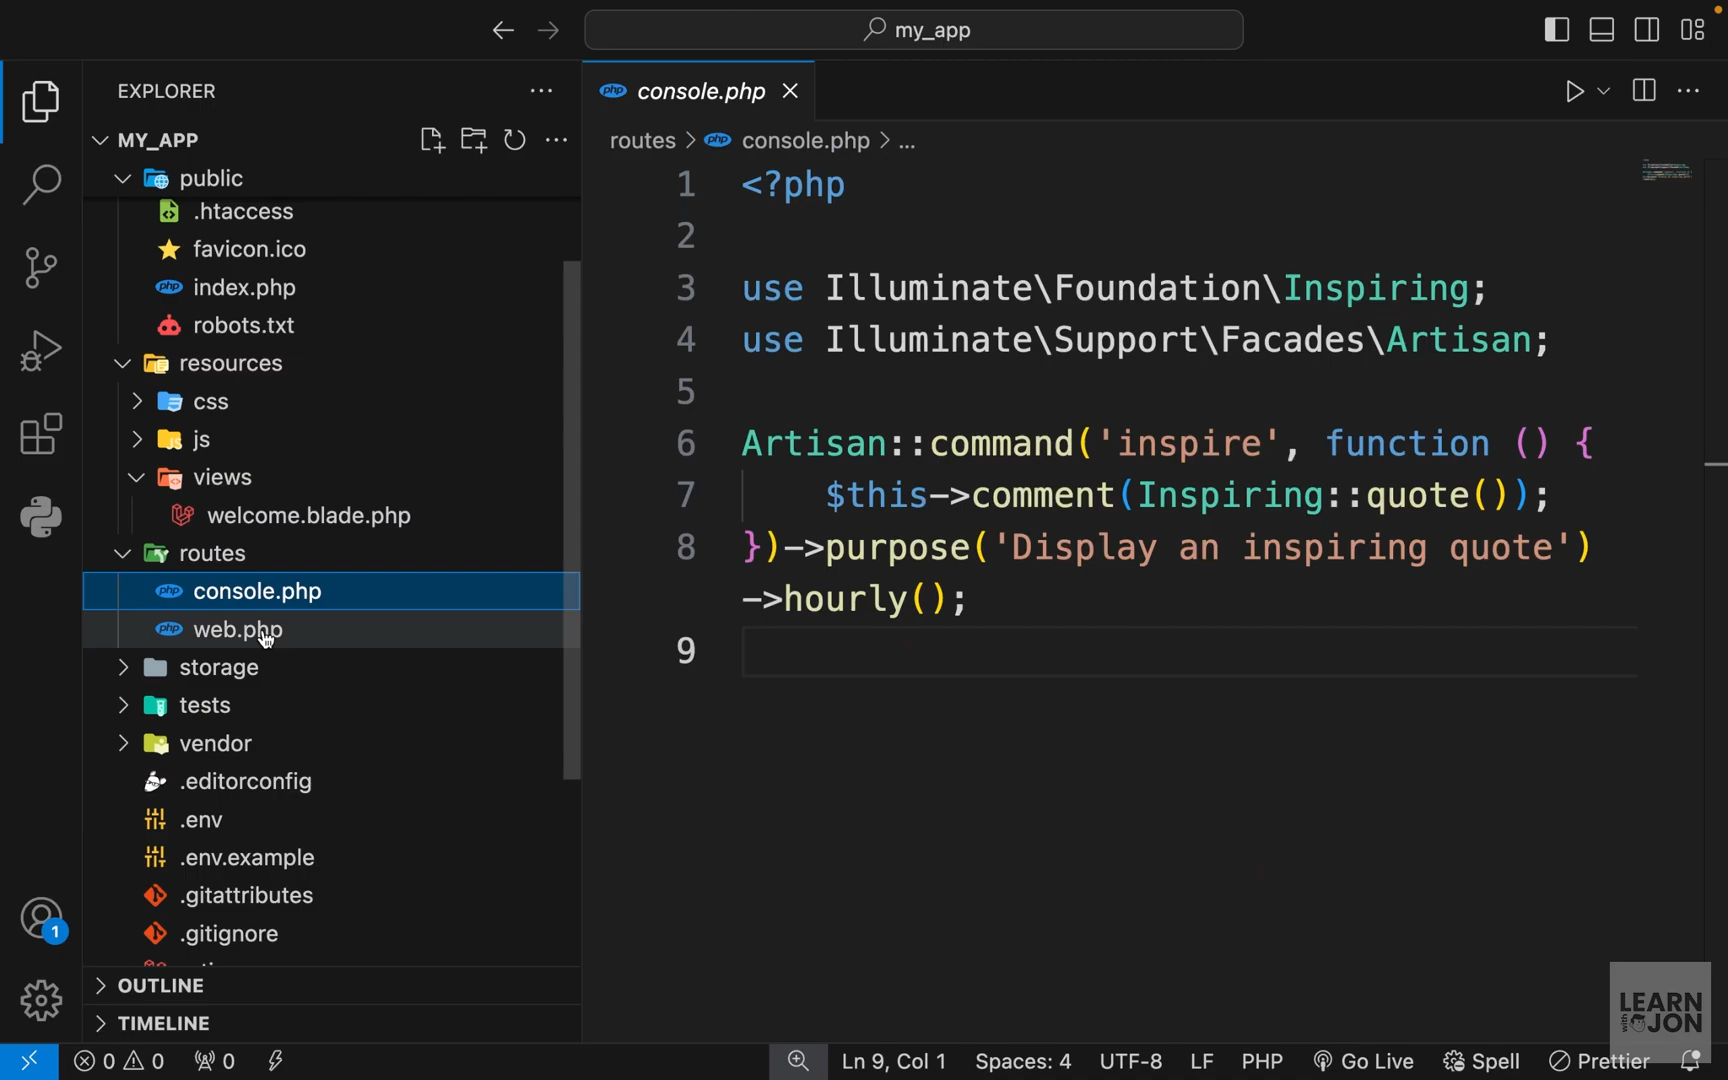 my_app
EXPLORER
MY_APP
public
.htaccess
favicon.ico
index.php
robots.txt
resources
css
js
views
welcome.blade.php
routes
console.php
web.php
storage
tests
vendor
.editorconfig
.env
.env.example
.gitattributes
.gitignore
OUTLINE
TIMELINE
php console.php
routes > php console.php > ...
1 <?php
2
3 use Illuminate\Foundation\Inspiring;
4 use Illuminate\Support\Facades\Artisan;
5
6 Artisan::command('inspire', function () {
7 $this->comment(Inspiring::quote());
8 })->purpose('Display an inspiring quote')
->hourly();
9
LEARN
with JON
1
0 0 0 Ln 9, Col 1 Spaces: 4 UTF-8 LF PHP Go Live Spell Prettier